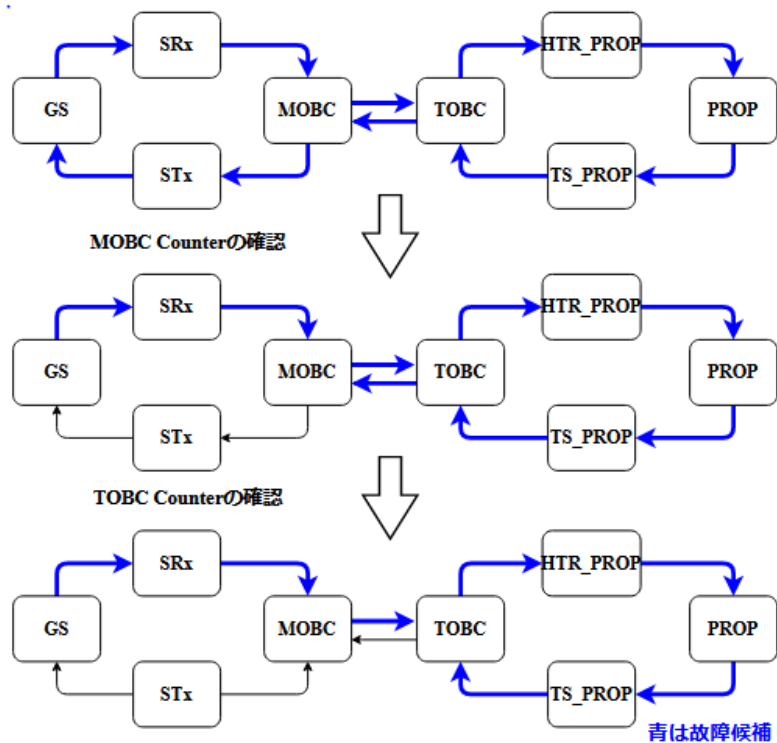 SRx
HTR_PROP
GS
MOBC
TOBC
PROP
STx
TS_PROP
MOBC Counterの確認
SRx
HTR_PROP
GS
MOBC
TOBC
PROP
STx
TS_PROP
TOBC Counterの確認
SRx
HTR_PROP
GS
MOBC
TOBC
PROP
STx
TS_PROP
青は故障候補